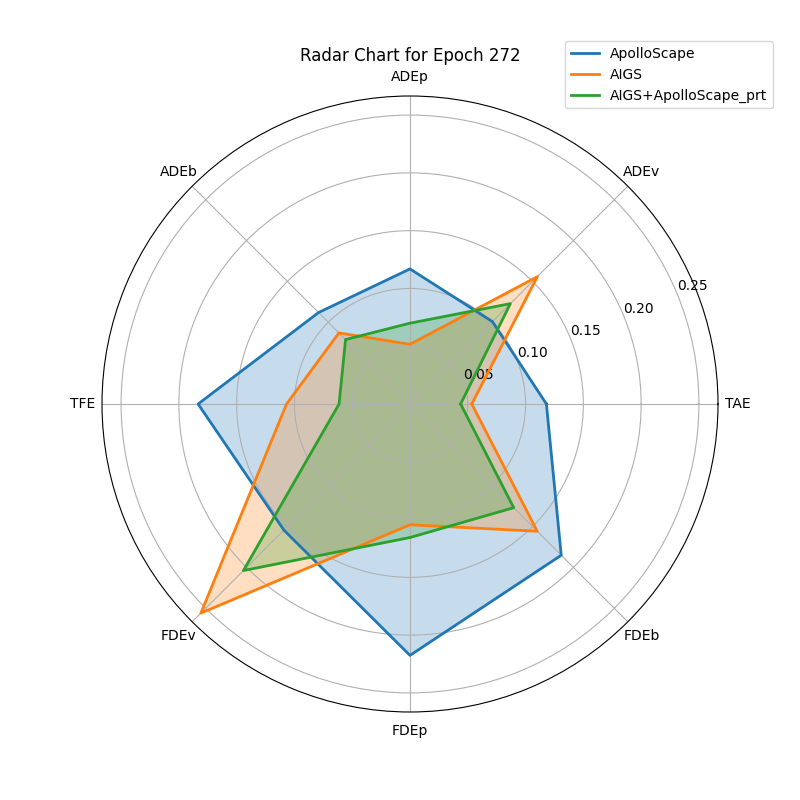 Radar Chart for Epoch 272
ApolloScape
AIGS
AIGS+ApolloScape_prt
ADEp
ADEb
ADEv
0.25
0.20
0.15
0.10
0.05
TFE
TAE
FDEv
FDEb
FDEp